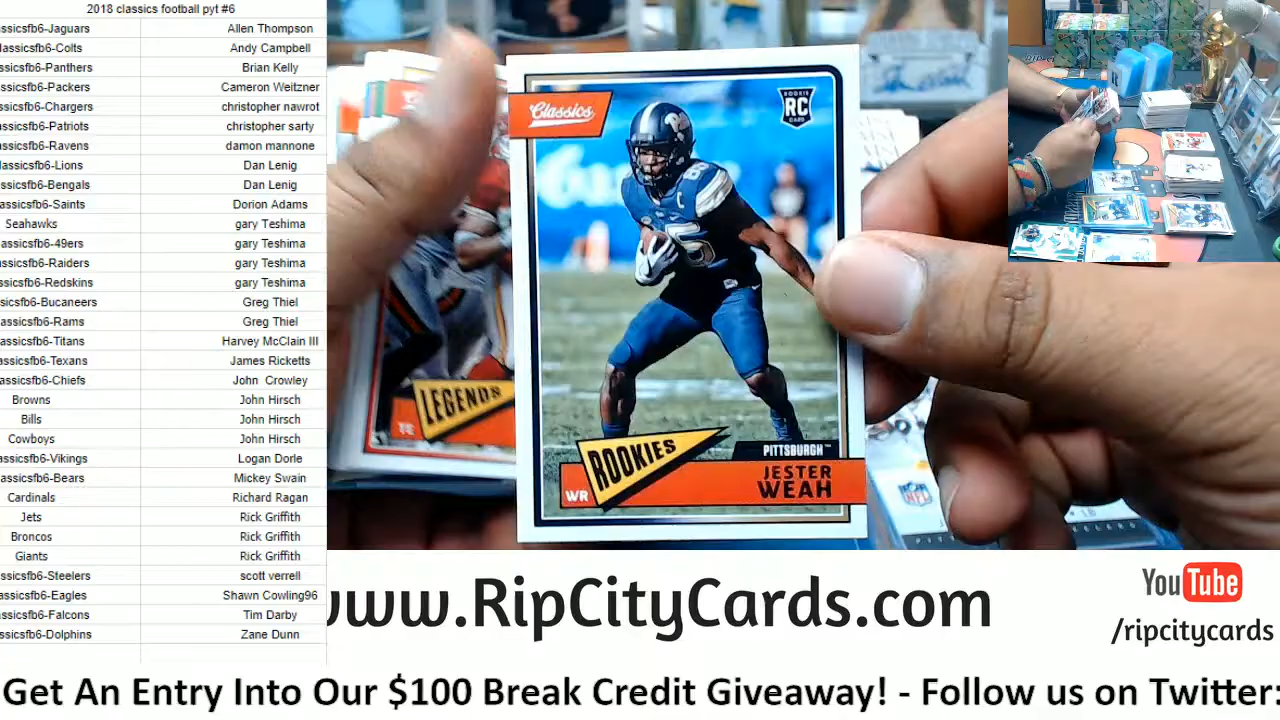 2018 classics football pyt #6
assicsfb6-Jaguars Allen Thompson
lassicsfb6-Colts Andy Campbell
ssicsfb6-Panthers Brian Kelly
ssicsfb6-Packers Cameron Weitzner
ssicsfb6-Chargers christopher nawrot
ssicsfb6-Patriots christopher sarty
assicsfb6-Ravens damon mannone
lassicsfb6-Lions Dan Lenig
ssicsfb6-Bengals Dan Lenig
assicsfb6-Saints Dorion Adams
Seahawks gary Teshima
assicsfb6-49ers gary Teshima
assicsfb6-Raiders gary Teshima
ssicsfb6-Redskins gary Teshima
sicsfb6-Bucaneers Greg Thiel
assicsfb6-Rams Greg Thiel
assicsfb6-Titans Harvey McClain III
assicsfb6-Texans James Ricketts
assicsfb6-Chiefs John Crowley
Browns John Hirsch
Bills John Hirsch
Cowboys John Hirsch
assicsfb6-Vikings Logan Dorle
assicsfb6-Bears Mickey Swain
Cardinals Richard Ragan
Jets Rick Griffith
Broncos Rick Griffith
Giants Rick Griffith
ssicsfb6-Steelers scott verrell
ssicsfb6-Eagles Shawn Cowling96
assicsfb6-Falcons Tim Darby
ssicsfb6-Dolphins Zane Dunn
Classics
ROOKIE
RC
CARD
C
LEGENDS
TE
ROOKIES
PITTSBURGH™
WR
JESTER
WEAH
NFL
www.RipCityCards.com
YouTube
/ripcitycards
Get An Entry Into Our $100 Break Credit Giveaway! - Follow us on Twitter: